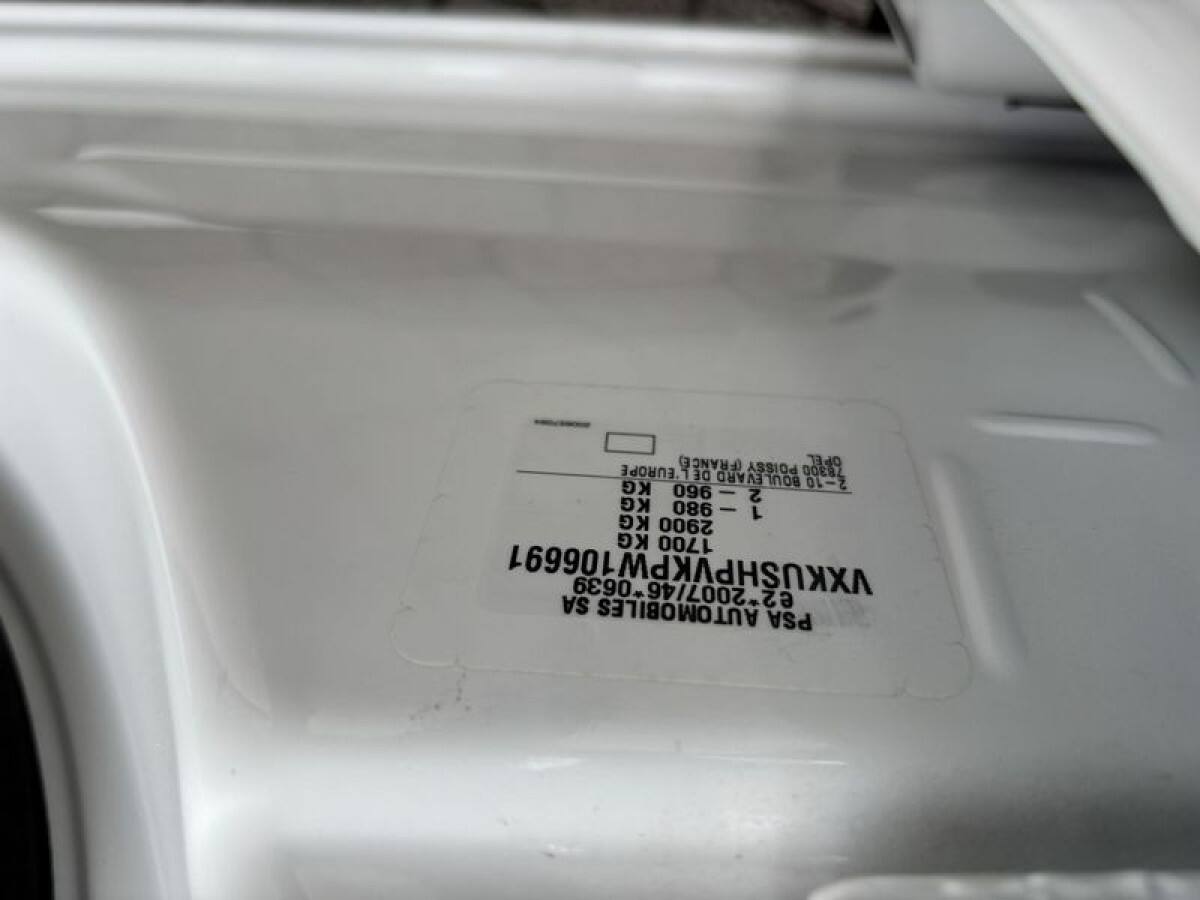 PSA AUTOMOBILES SA
e2*2007/46*0639
VXKUSHPVKPW106691
1700 KG
2900 KG
1 – 980 KG
2 – 960 KG
2–10 BOULEVARD DE L'EUROPE
78300 POISSY (FRANCE)
OPEL